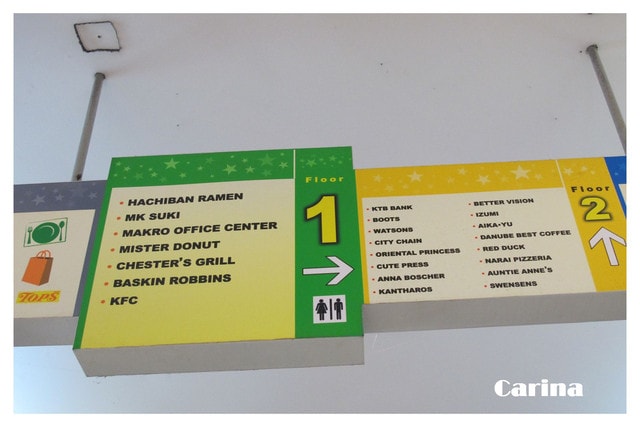 TOPS
HACHIBAN RAMEN
MK SUKI
MAKRO OFFICE CENTER
MISTER DONUT
CHESTER'S GRILL
BASKIN ROBBINS
KFC
Floor
1
KTB BANK
BOOTS
WATSONS
CITY CHAIN
ORIENTAL PRINCESS
CUTE PRESS
ANNA BOSCHER
KANTHAROS
BETTER VISION
IZUMI
AIKA•YU
DANUBE BEST COFFEE
RED DUCK
NARAI PIZZERIA
AUNTIE ANNE'S
SWENSENS
Floor
2
Carina